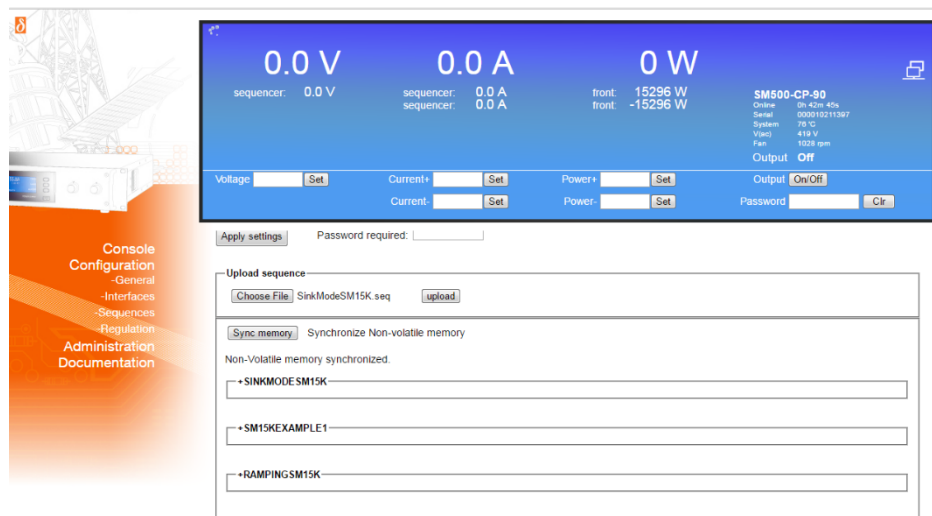 δ
0.0 V 0.0 A 0 W
sequencer: 0.0 V sequencer: 0.0 A front: 15296 W
sequencer: 0.0 A front: -15296 W
SM500-CP-90
Online 0h 42m 45s
Serial 000010211397
System 76 °C
V(ac) 419 V
Fan 1028 rpm
Output Off
Voltage Set Current+ Set Power+ Set Output On/Off
Current- Set Power- Set Password Clr
Apply settings Password required:
Console
Configuration
-General
-Interfaces
-Sequences
-Regulation
Administration
Documentation
Upload sequence
Choose File SinkModeSM15K.seq upload
Sync memory Synchronize Non-volatile memory
Non-Volatile memory synchronized.
+SINKMODESM15K
+SM15KEXAMPLE1
+RAMPINGSM15K